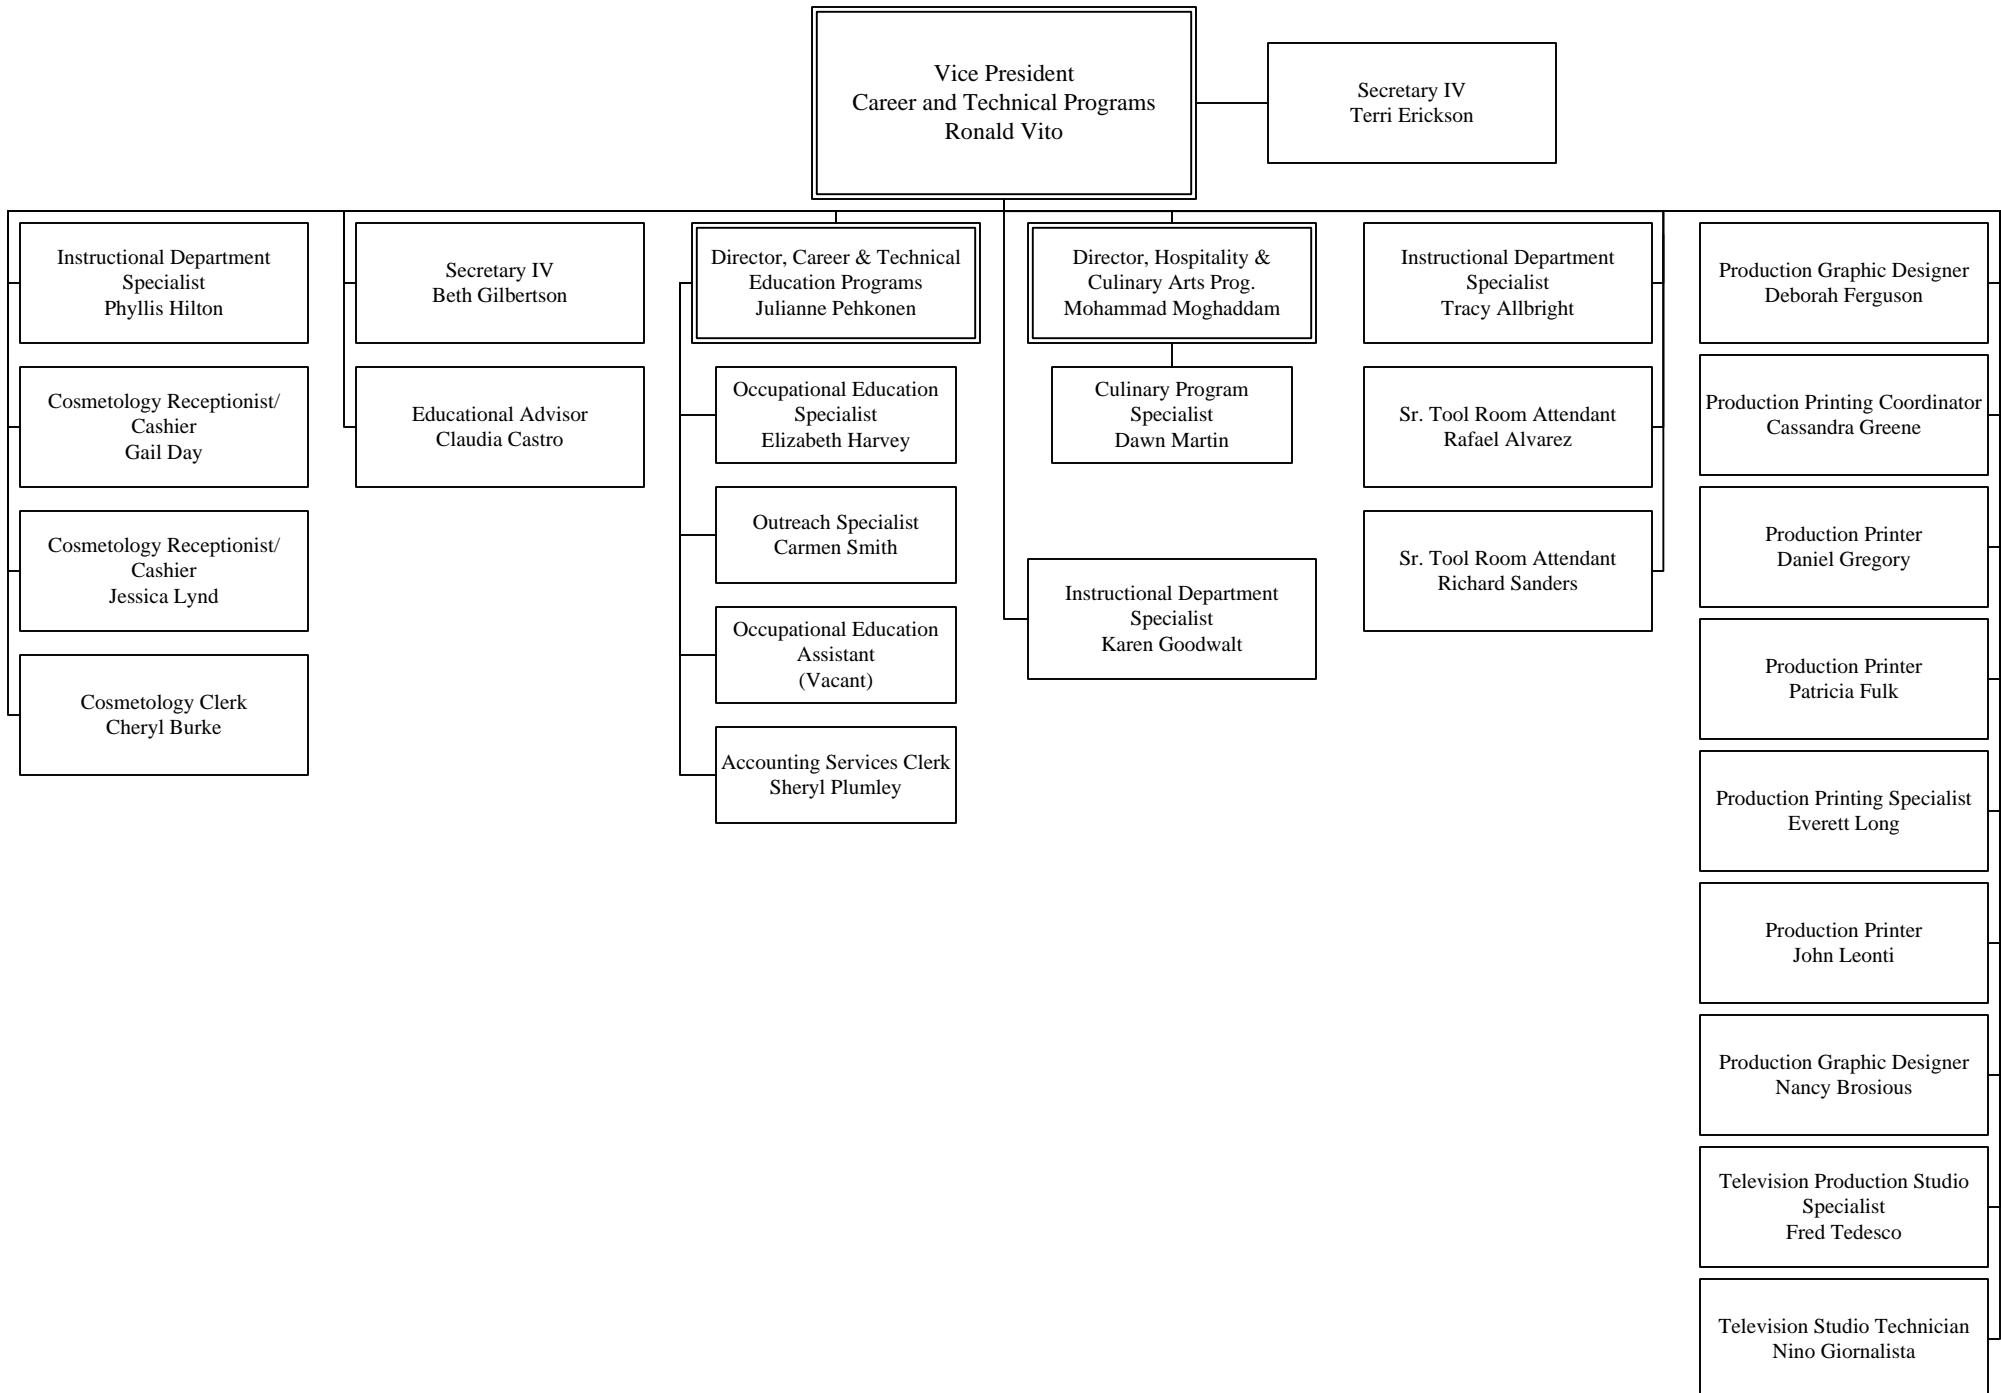 Vice President
Career and Technical Programs
Ronald Vito
Secretary IV
Terri Erickson
Instructional Department
Specialist
Phyllis Hilton
Cosmetology Receptionist/
Cashier
Gail Day
Cosmetology Receptionist/
Cashier
Jessica Lynd
Cosmetology Clerk
Cheryl Burke
Secretary IV
Beth Gilbertson
Educational Advisor
Claudia Castro
Director, Career & Technical
Education Programs
Julianne Pehkonen
Occupational Education
Specialist
Elizabeth Harvey
Outreach Specialist
Carmen Smith
Occupational Education
Assistant
(Vacant)
Accounting Services Clerk
Sheryl Plumley
Director, Hospitality &
Culinary Arts Prog.
Mohammad Moghaddam
Culinary Program
Specialist
Dawn Martin
Instructional Department
Specialist
Karen Goodwalt
Instructional Department
Specialist
Tracy Allbright
Sr. Tool Room Attendant
Rafael Alvarez
Sr. Tool Room Attendant
Richard Sanders
Production Graphic Designer
Deborah Ferguson
Production Printing Coordinator
Cassandra Greene
Production Printer
Daniel Gregory
Production Printer
Patricia Fulk
Production Printing Specialist
Everett Long
Production Printer
John Leonti
Production Graphic Designer
Nancy Brosious
Television Production Studio
Specialist
Fred Tedesco
Television Studio Technician
Nino Giornalista